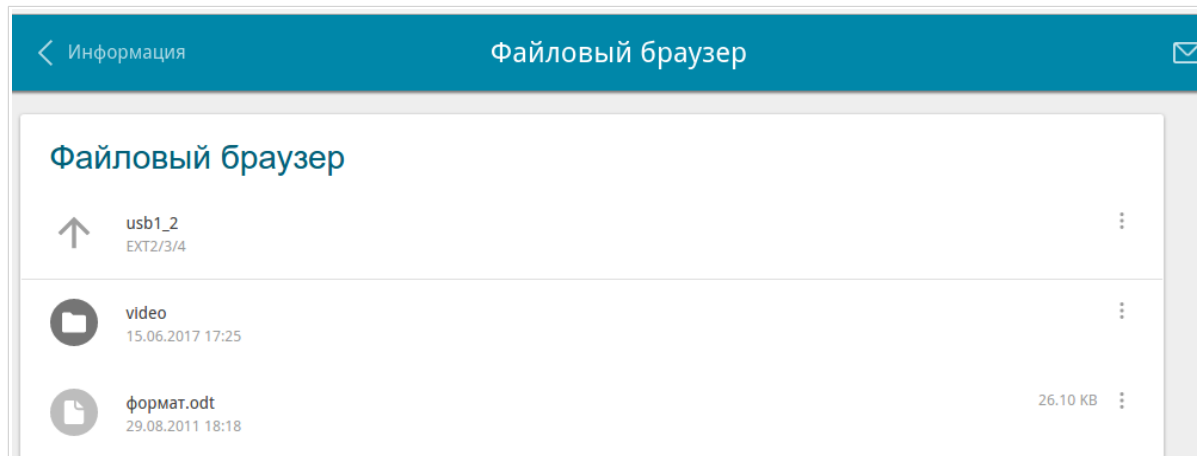 Информация
Файловый браузер
Файловый браузер
usb1_2
EXT2/3/4
video
15.06.2017 17:25
формат.odt
26.10 KB
29.08.2011 18:18